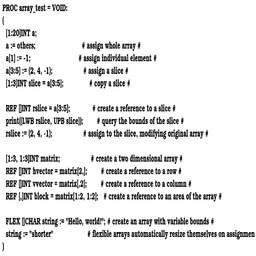 PROC array_test = VOID:
(
[1:20]INT a;
a := others; # assign whole array #
a[1] := -1; # assign individual element #
a[3:5] := (2, 4, -1); # assign a slice #
[1:3]INT slice = a[3:5]; # copy a slice #
REF []INT rslice = a[3:5]; # create a reference to a slice #
print((LWB rslice, UPB slice)); # query the bounds of the slice #
rslice := (2, 4, -1); # assign to the slice, modifying original array #
[1:3, 1:3]INT matrix; # create a two dimensional array #
REF []INT hvector = matrix[2,]; # create a reference to a row #
REF []INT vvector = matrix[,2]; # create a reference to a column #
REF [,]INT block = matrix[1:2, 1:2]; # create a reference to an area of the array #
FLEX []CHAR string := "Hello, world!"; # create an array with variable bounds #
string := "shorter" # flexible arrays automatically resize themselves on assignmen
)